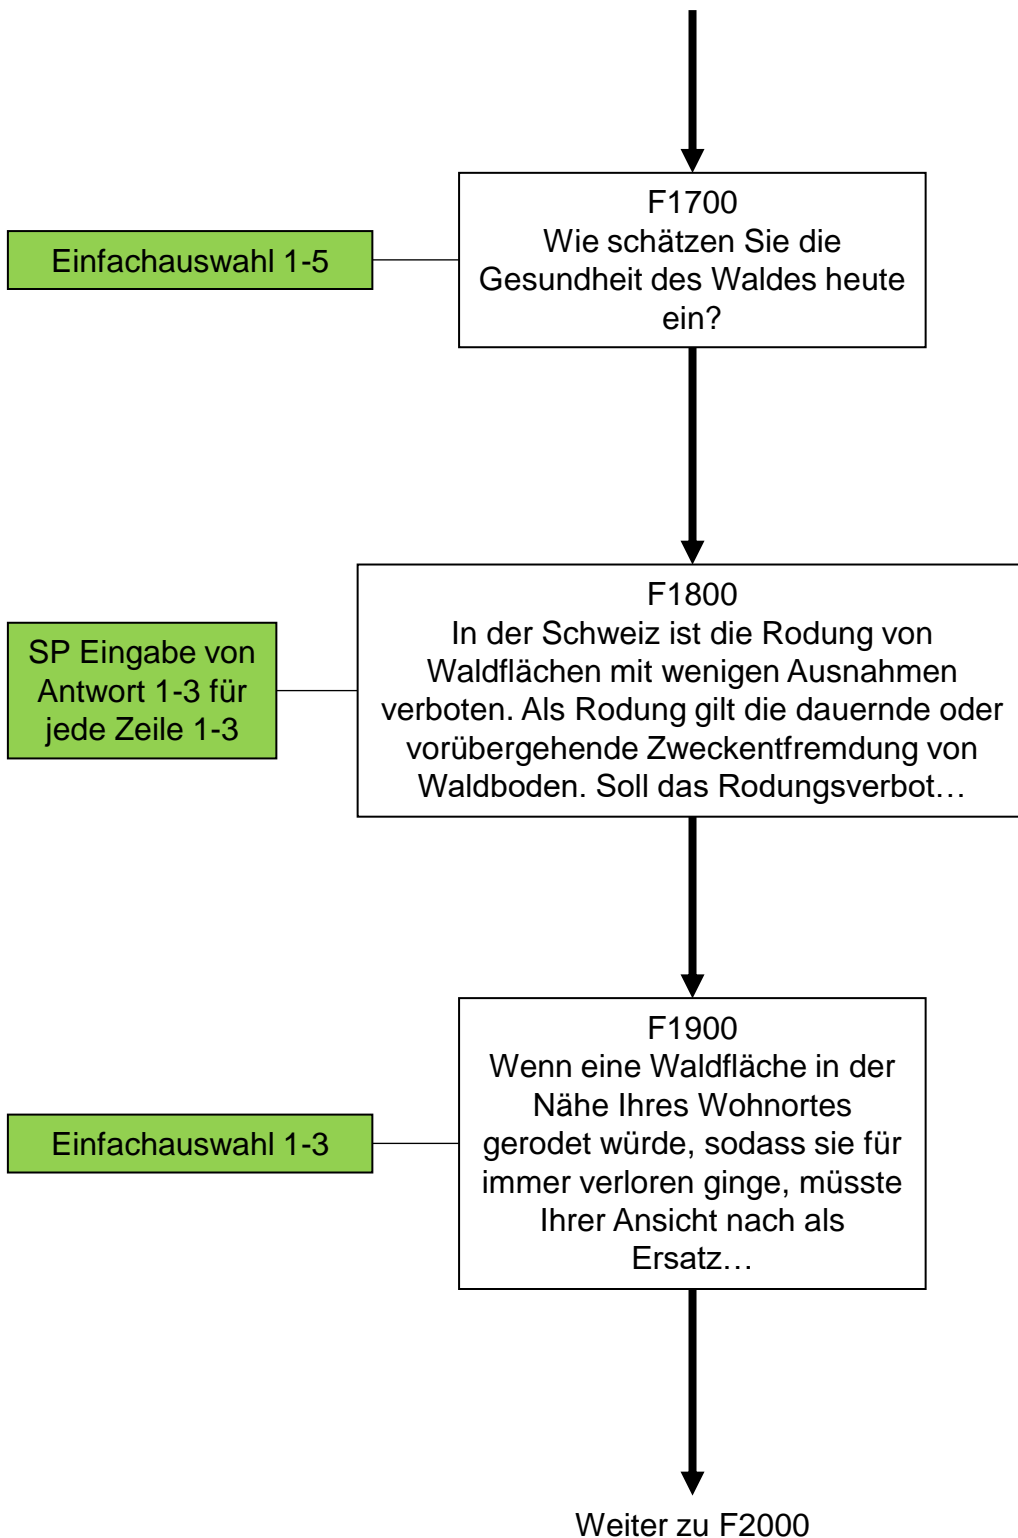 F1700
Wie schätzen Sie die
Gesundheit des Waldes heute
ein?
Einfachauswahl 1-5
F1800
In der Schweiz ist die Rodung von
Waldflächen mit wenigen Ausnahmen
verboten. Als Rodung gilt die dauernde oder
vorübergehende Zweckentfremdung von
Waldboden. Soll das Rodungsverbot…
SP Eingabe von
Antwort 1-3 für
jede Zeile 1-3
F1900
Wenn eine Waldfläche in der
Nähe Ihres Wohnortes
gerodet würde, sodass sie für
immer verloren ginge, müsste
Ihrer Ansicht nach als
Ersatz…
Einfachauswahl 1-3
Weiter zu F2000